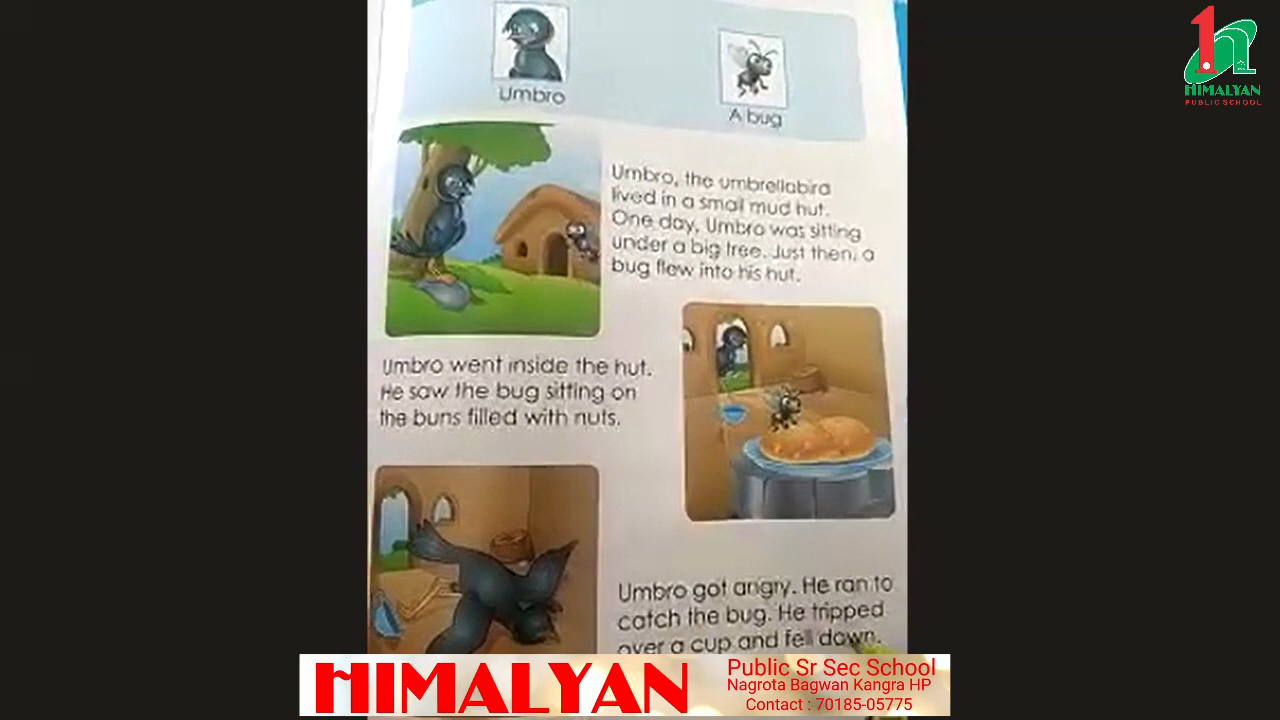 Umbro
A bug
Umbro, the umbrellabird
lived in a small mud hut.
One day, Umbro was sitting
under a big tree. Just then, a
bug flew into his hut.
Umbro went inside the hut.
He saw the bug sitting on
the buns filled with nuts.
Umbro got angry. He ran to
catch the bug. He tripped
over a cup and fell down.
HIMALYAN
PUBLIC SCHOOL
HIMALYAN
Public Sr Sec School
Nagrota Bagwan Kangra HP
Contact : 70185-05775